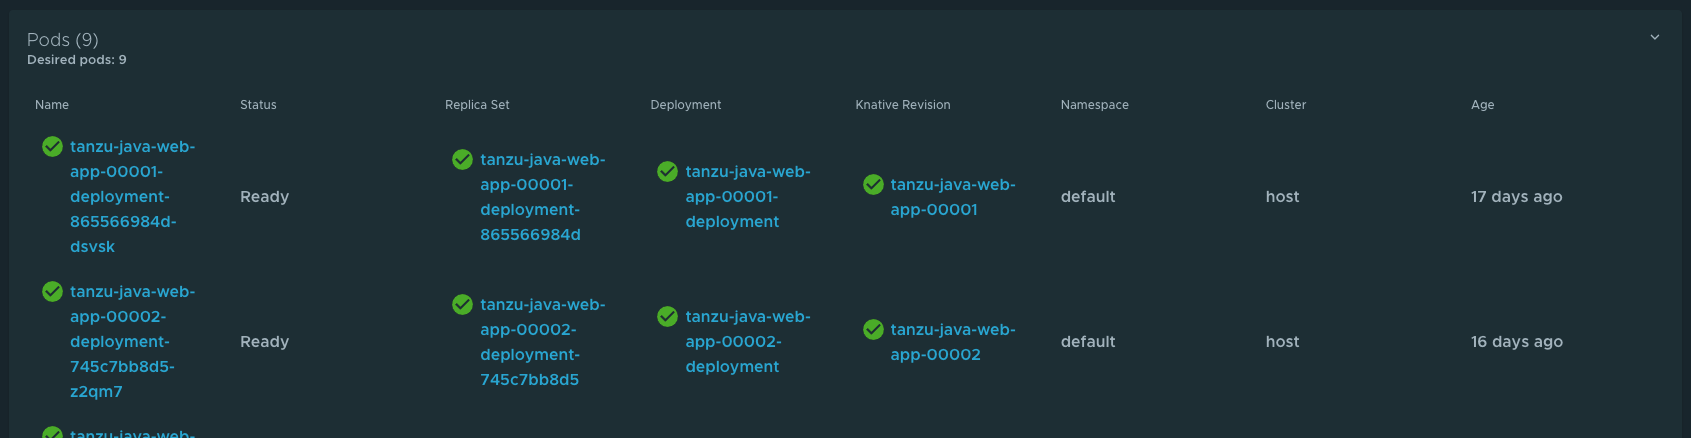 Pods (9)
Desired pods: 9
Name
Status
Replica Set
Deployment
Knative Revision
Namespace
Cluster
Age
tanzu-java-web-
app-00001-
deployment-
865566984d-
dsvsk
Ready
tanzu-java-web-
app-00001-
deployment-
865566984d
tanzu-java-web-
app-00001-
deployment
tanzu-java-web-
app-00001
default
host
17 days ago
tanzu-java-web-
app-00002-
deployment-
745c7bb8d5-
z2qm7
Ready
tanzu-java-web-
app-00002-
deployment-
745c7bb8d5
tanzu-java-web-
app-00002-
deployment
tanzu-java-web-
app-00002
default
host
16 days ago
tanzu-java-web-